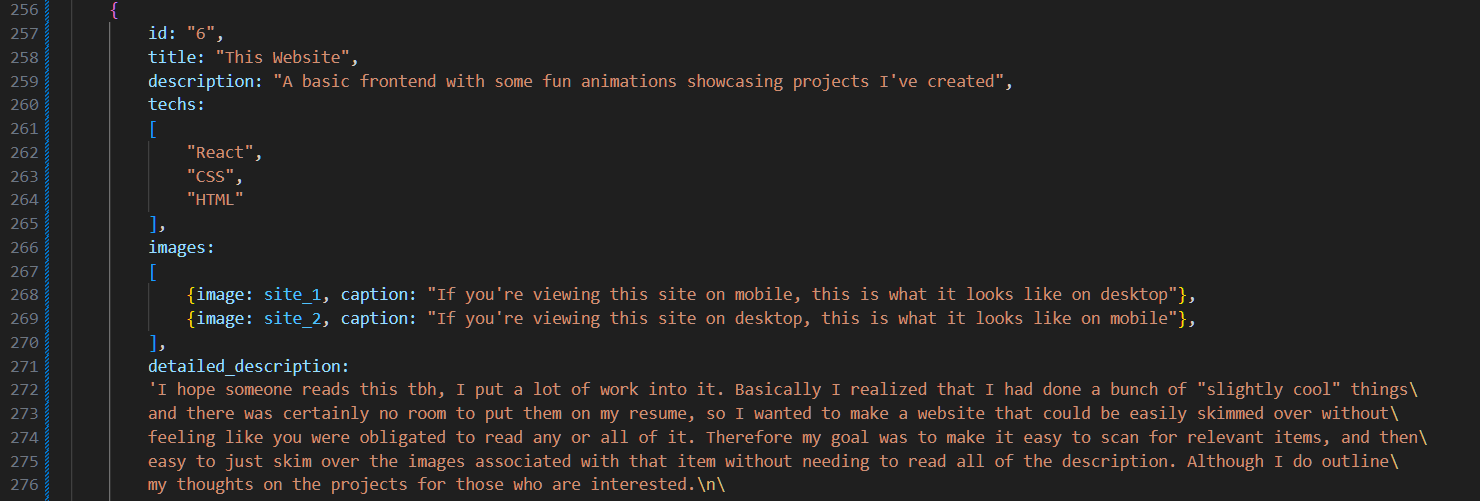 256 {
257 id: "6",
258 title: "This Website",
259 description: "A basic frontend with some fun animations showcasing projects I've created",
260 techs:
261 [
262 "React",
263 "CSS",
264 "HTML"
265 ],
266 images:
267 [
268 {image: site_1, caption: "If you're viewing this site on mobile, this is what it looks like on desktop"},
269 {image: site_2, caption: "If you're viewing this site on desktop, this is what it looks like on mobile"},
270 ],
271 detailed_description:
272 'I hope someone reads this tbh, I put a lot of work into it. Basically I realized that I had done a bunch of "slightly cool" things\
273 and there was certainly no room to put them on my resume, so I wanted to make a website that could be easily skimmed over without\
274 feeling like you were obligated to read any or all of it. Therefore my goal was to make it easy to scan for relevant items, and then\
275 easy to just skim over the images associated with that item without needing to read all of the description. Although I do outline\
276 my thoughts on the projects for those who are interested.\n\